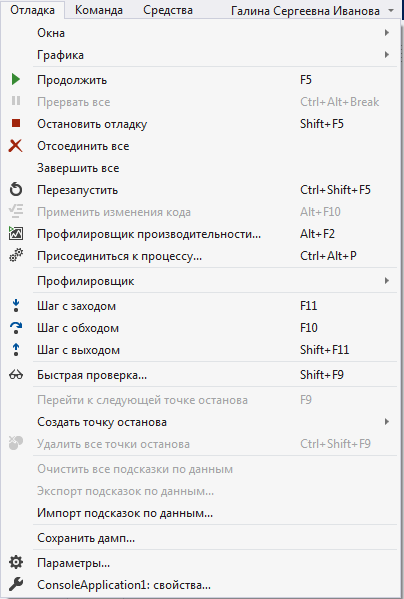 Отладка Команда Средства Галина Сергеевна Иванова
Окна
Графика
Продолжить F5
Прервать все Ctrl+Alt+Break
Остановить отладку Shift+F5
Отсоединить все
Завершить все
Перезапустить Ctrl+Shift+F5
Применить изменения кода Alt+F10
Профилировщик производительности... Alt+F2
Присоединиться к процессу... Ctrl+Alt+P
Профилировщик
Шаг с заходом F11
Шаг с обходом F10
Шаг с выходом Shift+F11
Быстрая проверка... Shift+F9
Перейти к следующей точке останова F9
Создать точку останова
Удалить все точки останова Ctrl+Shift+F9
Очистить все подсказки по данным
Экспорт подсказок по данным...
Импорт подсказок по данным...
Сохранить дамп...
Параметры...
ConsoleApplication1: свойства...